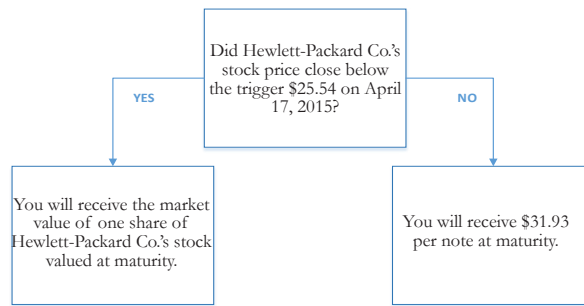 Did Hewlett-Packard Co.'s
stock price close below
the trigger $25.54 on April
17, 2015?
YES
NO
You will receive the market
value of one share of
Hewlett-Packard Co.'s stock
valued at maturity.
You will receive $31.93
per note at maturity.